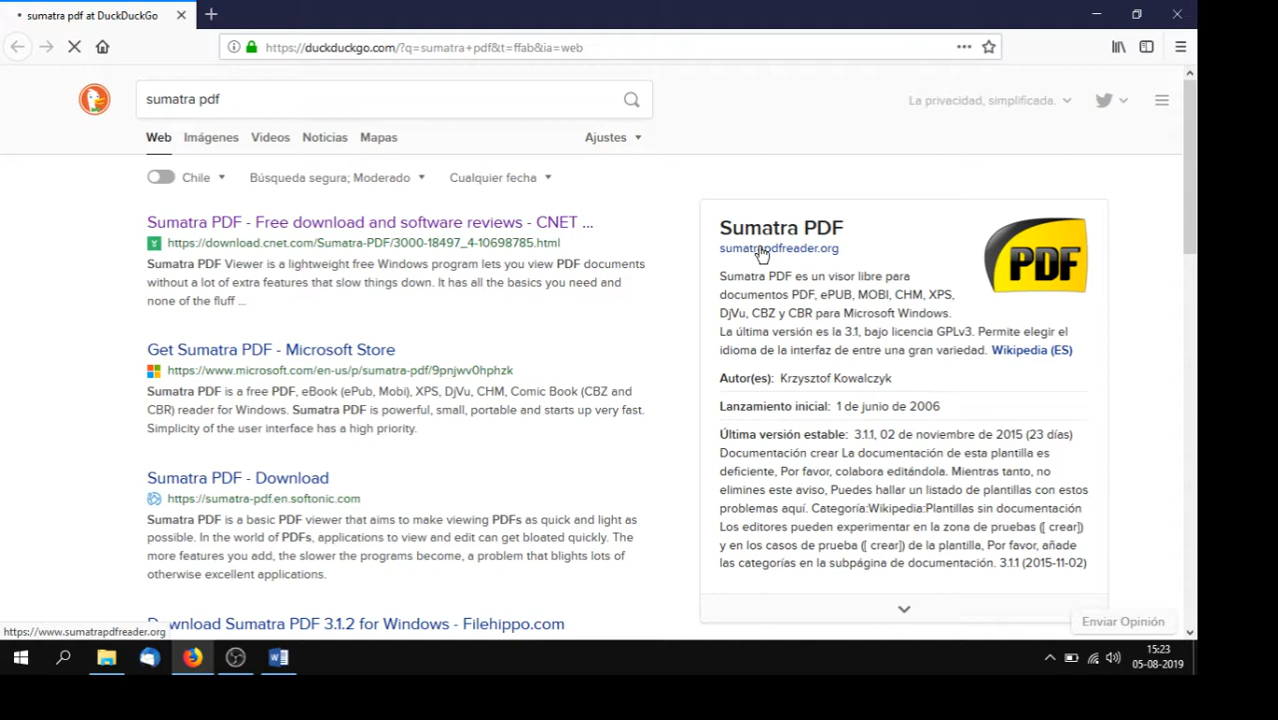 sumatra pdf at DuckDuckGo
https://duckduckgo.com/?q=sumatra+pdf&t=ffab&ia=web
sumatra pdf
La privacidad, simplificada.
Web Imágenes Videos Noticias Mapas Ajustes
Chile Búsqueda segura; Moderado Cualquier fecha
Sumatra PDF - Free download and software reviews - CNET ...
https://download.cnet.com/Sumatra-PDF/3000-18497_4-10698785.html
Sumatra PDF Viewer is a lightweight free Windows program lets you view PDF documents
without a lot of extra features that slow things down. It has all the basics you need and
none of the fluff ...
Get Sumatra PDF - Microsoft Store
https://www.microsoft.com/en-us/p/sumatra-pdf/9pnjwv0hphzk
Sumatra PDF is a free PDF, eBook (ePub, Mobi), XPS, DjVu, CHM, Comic Book (CBZ and
CBR) reader for Windows. Sumatra PDF is powerful, small, portable and starts up very fast.
Simplicity of the user interface has a high priority.
Sumatra PDF - Download
https://sumatra-pdf.en.softonic.com
Sumatra PDF is a basic PDF viewer that aims to make viewing PDFs as quick and light as
possible. In the world of PDFs, applications to view and edit can get bloated quickly. The
more features you add, the slower the programs become, a problem that blights lots of
otherwise excellent applications.
Download Sumatra PDF 3.1.2 for Windows - Filehippo.com
Sumatra PDF
sumatrapdfreader.org
PDF
Sumatra PDF es un visor libre para
documentos PDF, ePUB, MOBI, CHM, XPS,
DjVu, CBZ y CBR para Microsoft Windows.
La última versión es la 3.1, bajo licencia GPLv3. Permite elegir el
idioma de la interfaz de entre una gran variedad. Wikipedia (ES)
Autor(es): Krzysztof Kowalczyk
Lanzamiento inicial: 1 de junio de 2006
Última versión estable: 3.1.1, 02 de noviembre de 2015 (23 días)
Documentación crear La documentación de esta plantilla es
deficiente, Por favor, colabora editándola. Mientras tanto, no
elimines este aviso, Puedes hallar un listado de plantillas con estos
problemas aquí. Categoría:Wikipedia:Plantillas sin documentación
Los editores pueden experimentar en la zona de pruebas ([ crear])
y en los casos de prueba ([ crear]) de la plantilla, Por favor, añade
las categorías en la subpágina de documentación. 3.1.1 (2015-11-02)
Enviar Opinión
https://www.sumatrapdfreader.org
15:23
05-08-2019